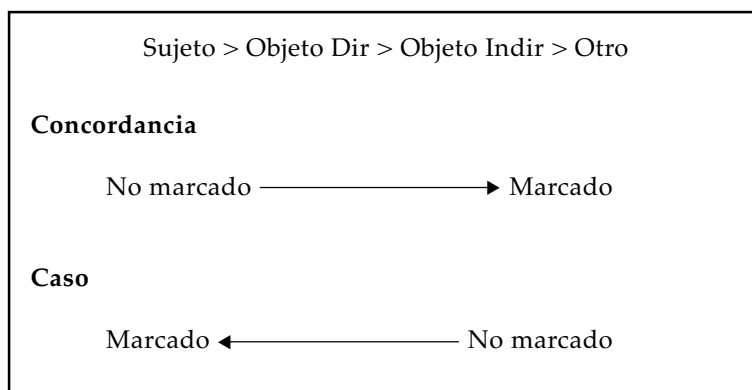 Sujeto > Objeto Dir > Objeto Indir > Otro
Concordancia
No marcado Marcado
Caso
Marcado No marcado